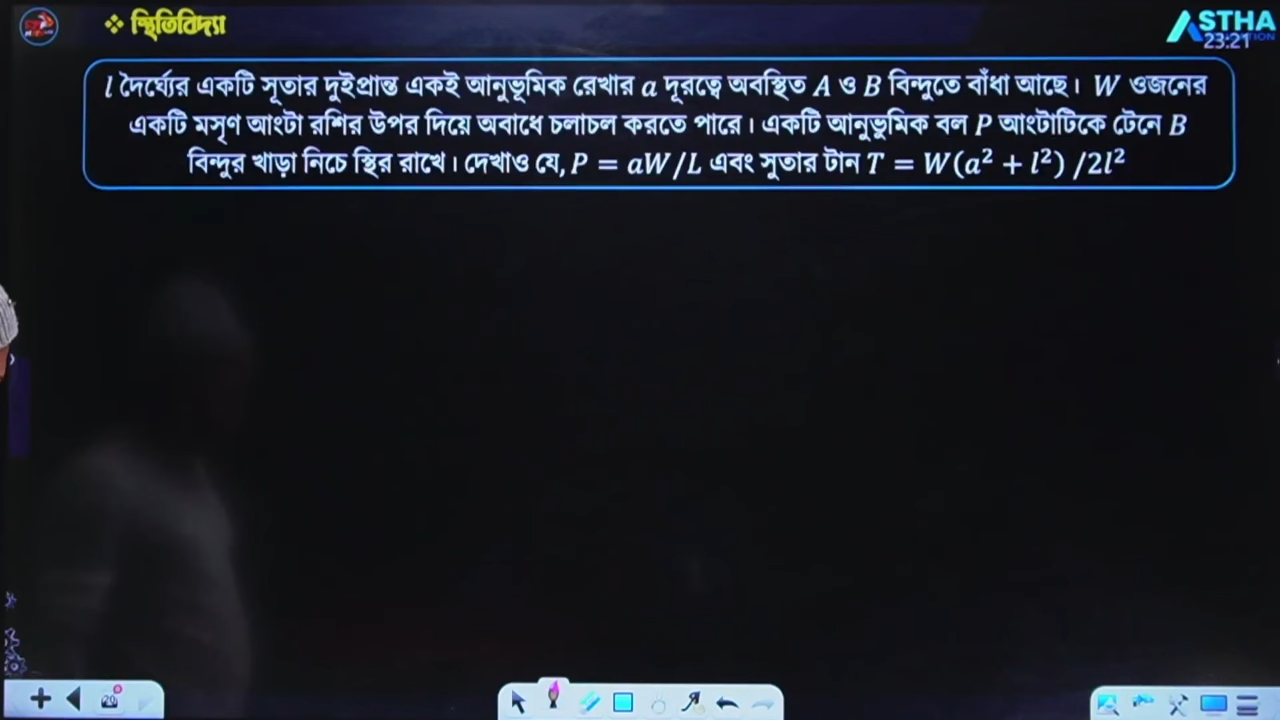 ❖ স্থিতিবিদ্যা
ASTHA
23:21
l দৈর্ঘ্যের একটি সূতার দুইপ্রান্ত একই আনুভূমিক রেখার a দূরত্বে অবস্থিত A ও B বিন্দুতে বাঁধা আছে। W ওজনের
একটি মসৃণ আংটা রশির উপর দিয়ে অবাধে চলাচল করতে পারে। একটি আনুভুমিক বল P আংটাটিকে টেনে B
বিন্দুর খাড়া নিচে স্থির রাখে। দেখাও যে, P = aW/L এবং সুতার টান T = W(a² + l²) /2l²
20